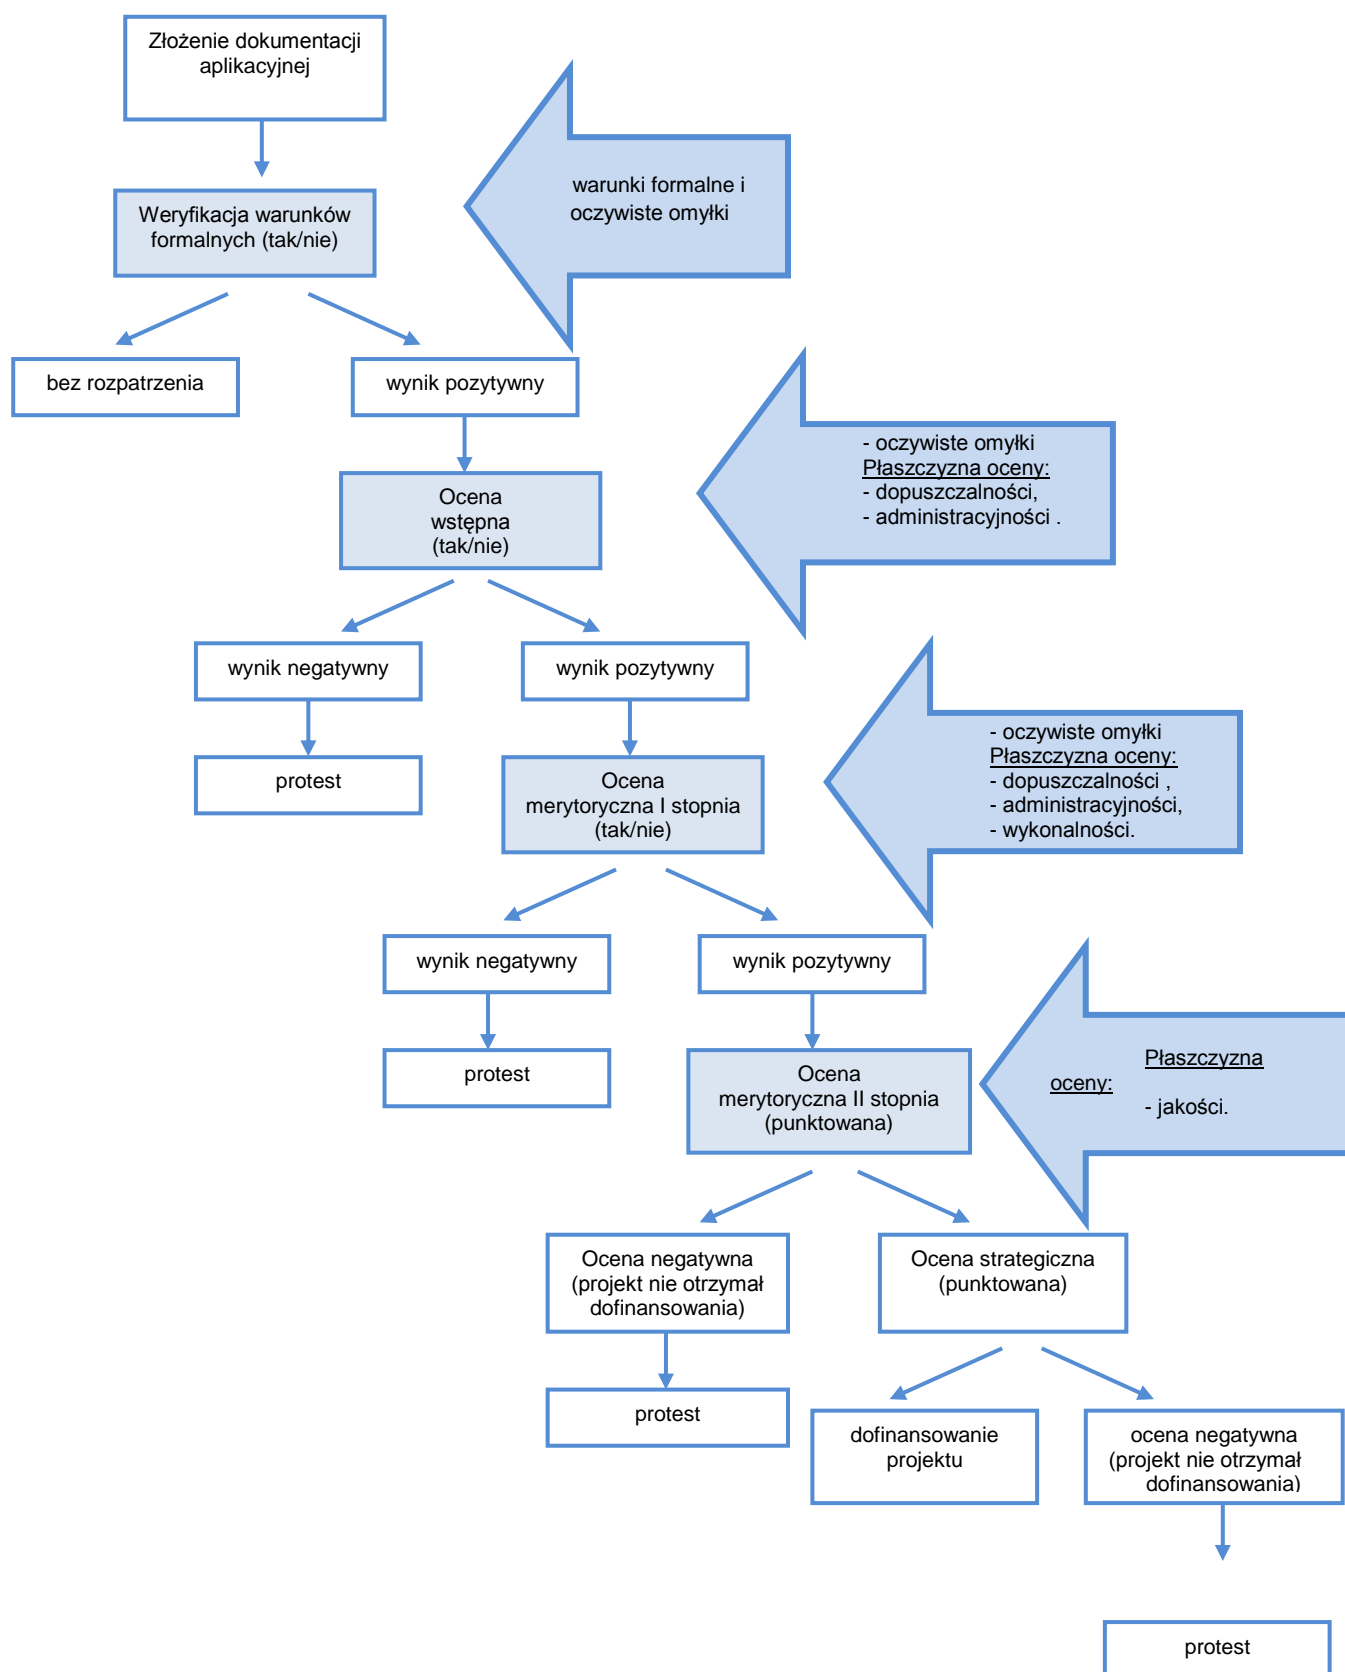 Złożenie dokumentacji
aplikacyjnej
warunki formalne i
oczywiste omyłki
Weryfikacja warunków
formalnych (tak/nie)
bez rozpatrzenia
wynik pozytywny
- oczywiste omyłki
Płaszczyzna oceny:
- dopuszczalności,
- administracyjności .
Ocena
wstępna
(tak/nie)
wynik negatywny
wynik pozytywny
- oczywiste omyłki
Płaszczyzna oceny:
- dopuszczalności ,
- administracyjności,
- wykonalności.
protest
Ocena
merytoryczna I stopnia
(tak/nie)
wynik negatywny
wynik pozytywny
Płaszczyzna
oceny:
- jakości.
protest
Ocena
merytoryczna II stopnia
(punktowana)
Ocena negatywna
(projekt nie otrzymał
dofinansowania)
Ocena strategiczna
(punktowana)
protest
dofinansowanie
projektu
ocena negatywna
(projekt nie otrzymał
dofinansowania)
protest